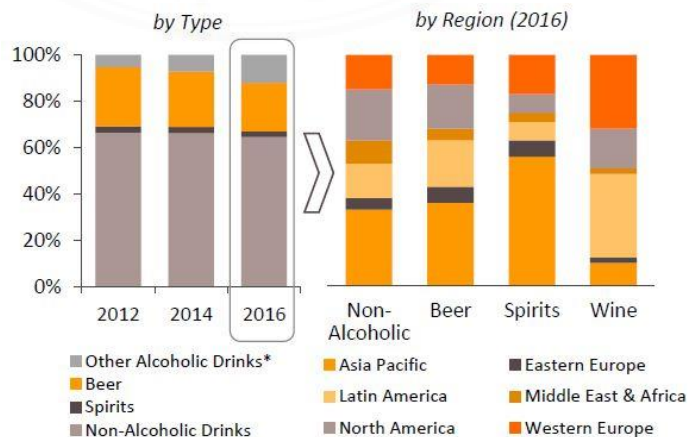 by Type
by Region (2016)
100%
80%
60%
40%
20%
0%
2012
2014
2016
Non-
Alcoholic
Beer
Spirits
Wine
Other Alcoholic Drinks*
Beer
Spirits
Non-Alcoholic Drinks
Asia Pacific
Eastern Europe
Latin America
Middle East & Africa
North America
Western Europe